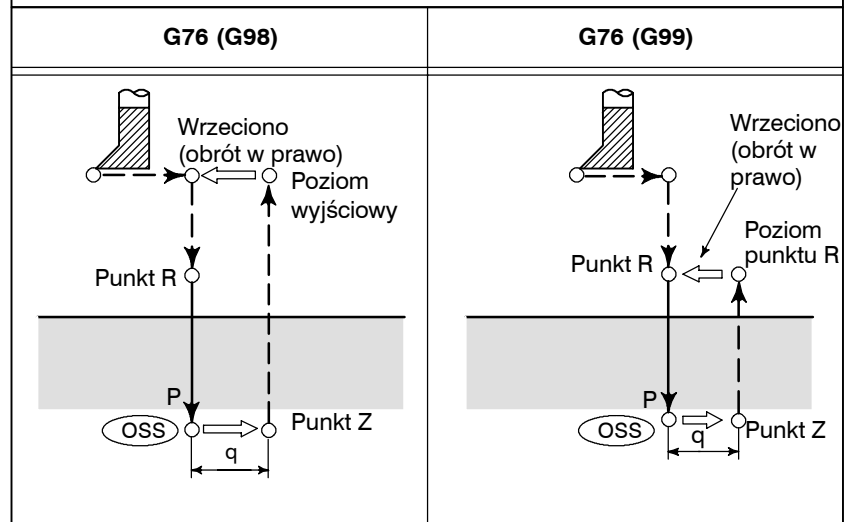 G76 (G98)
G76 (G99)
Wrzeciono
(obrót w prawo)
Poziom
wyjściowy
Punkt R
P
OSS
Punkt Z
q
Wrzeciono
(obrót w
prawo)
Poziom
punktu R
Punkt R
P
OSS
Punkt Z
q